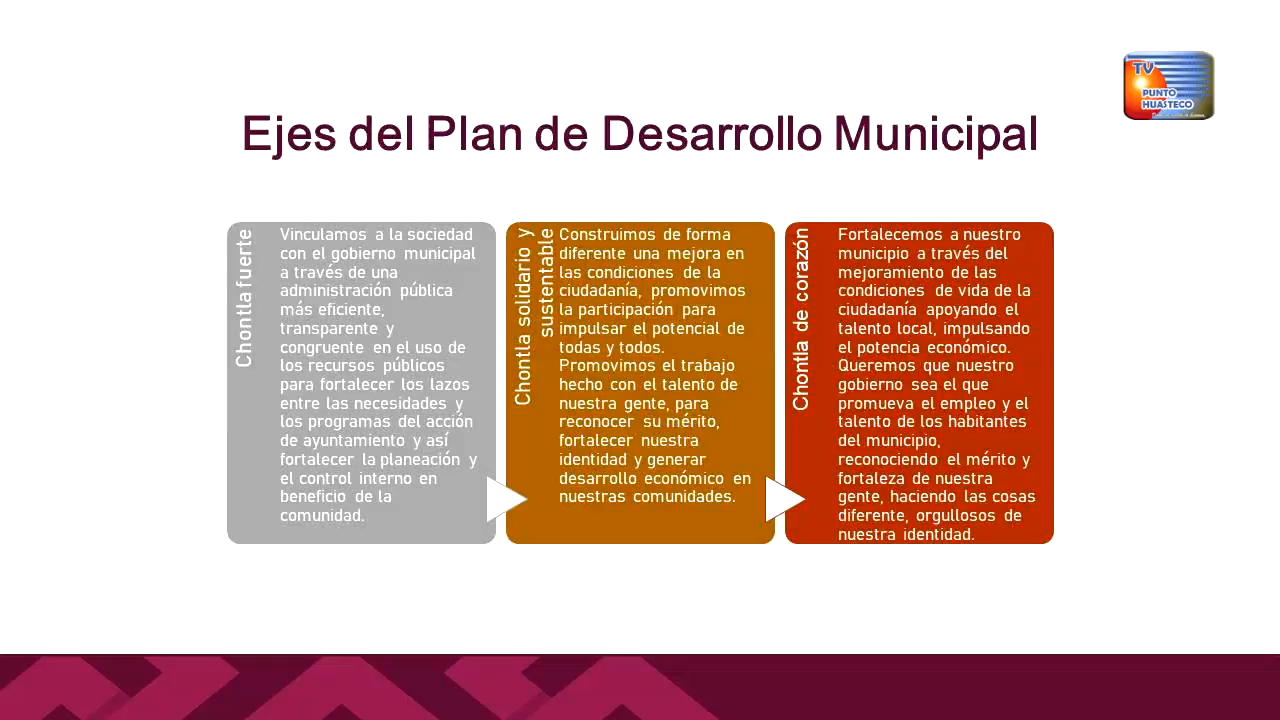 TV
PUNTO
HUASTECO
Ejes del Plan de Desarrollo Municipal
Chontla fuerte
Vinculamos a la sociedad
con el gobierno municipal
a través de una
administración pública
más eficiente,
transparente y
congruente en el uso de
los recursos públicos
para fortalecer los lazos
entre las necesidades y
los programas del acción
de ayuntamiento y así
fortalecer la planeación y
el control interno en
beneficio de la
comunidad.
Chontla solidario y
sustentable
Construimos de forma
diferente una mejora en
las condiciones de la
ciudadanía, promovimos
la participación para
impulsar el potencial de
todas y todos.
Promovimos el trabajo
hecho con el talento de
nuestra gente, para
reconocer su mérito,
fortalecer nuestra
identidad y generar
desarrollo económico en
nuestras comunidades.
Chontla de corazón
Fortalecemos a nuestro
municipio a través del
mejoramiento de las
condiciones de vida de la
ciudadanía apoyando el
talento local, impulsando
el potencia económico.
Queremos que nuestro
gobierno sea el que
promueva el empleo y el
talento de los habitantes
del municipio,
reconociendo el mérito y
fortaleza de nuestra
gente, haciendo las cosas
diferente, orgullosos de
nuestra identidad.